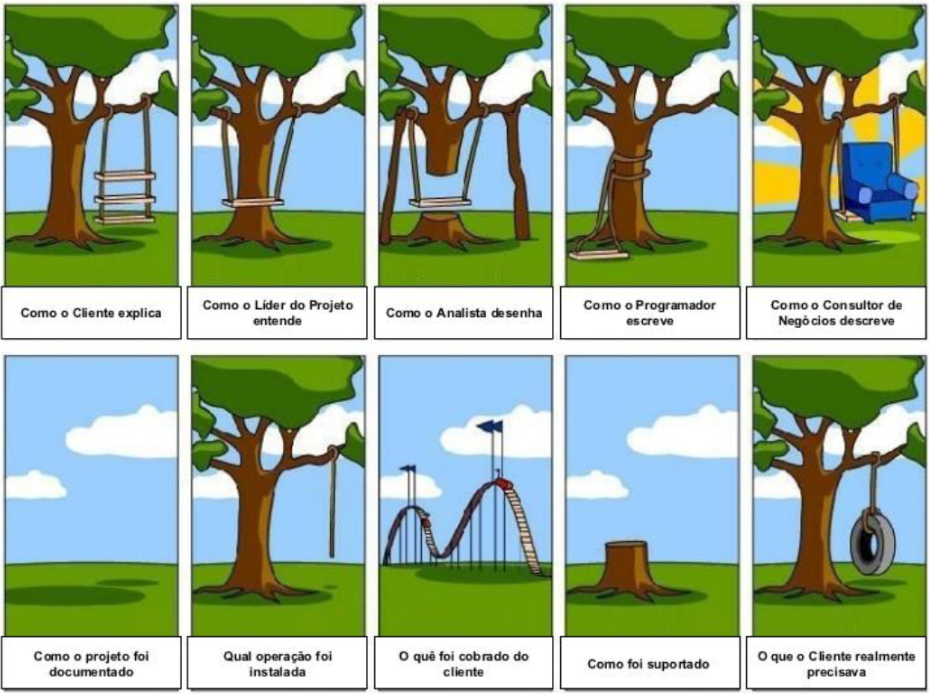 Como o Cliente explica
Como o Líder do Projeto
entende
Como o Analista desenha
Como o Programador
escreve
Como o Consultor de
Negócios descreve
Como o projeto foi
documentado
Qual operação foi
instalada
O quê foi cobrado do
cliente
Como foi suportado
O que o Cliente realmente
precisava